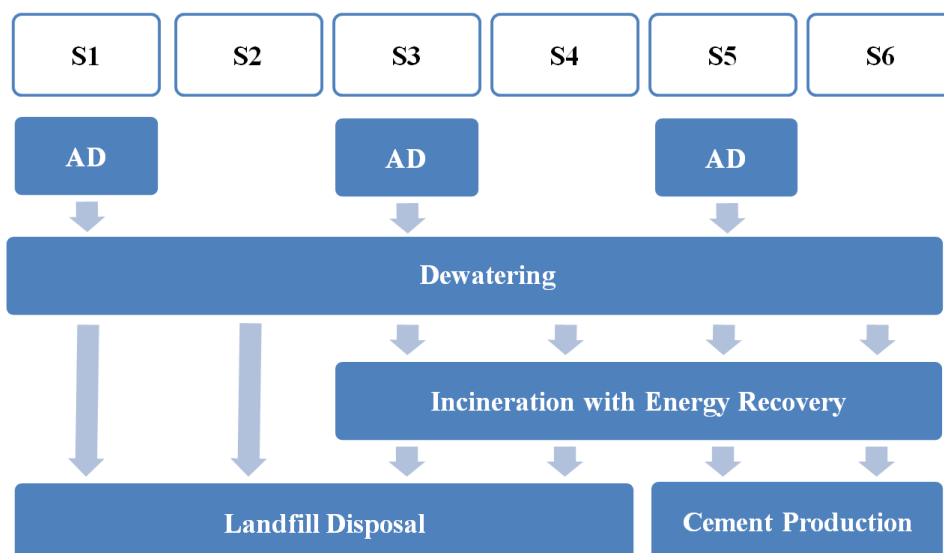 S1 S2 S3 S4 S5 S6
AD AD AD
Dewatering
Incineration with Energy Recovery
Landfill Disposal Cement Production